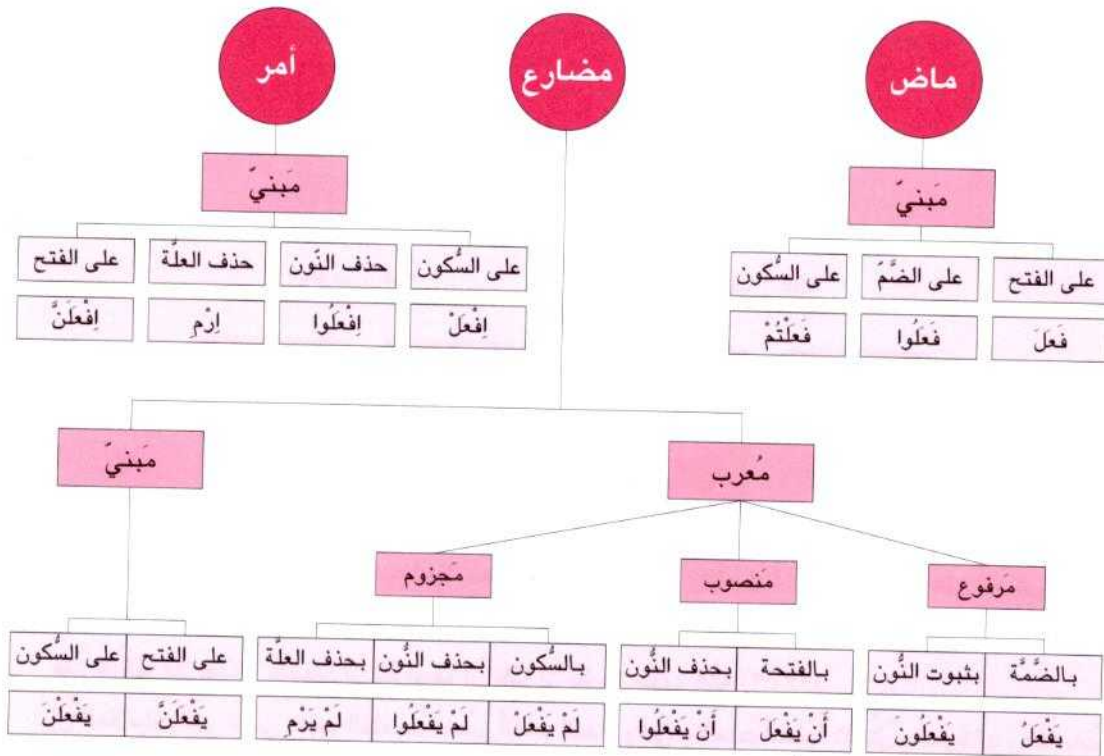 ماض
مضارع
أمر
مَبنيّ
مَبنيّ
على الفتح
على الضَّمّ
على السُّكون
على السُّكون
حذف النّون
حذف العلَّة
على الفتح
فَعَلَ
فَعَلُوا
فَعَلْتُمْ
اِفْعَلْ
اِفْعَلُوا
اِرْمِ
اِفْعَلَنَّ
مُعرب
مَبنيّ
مَرفوع
مَنصوب
مَجزوم
بالضَّمَّة
بثبوت النُّون
بالفتحة
بحذف النُّون
بالسُّكون
بحذف النُّون
بحذف العلَّة
على الفتح
على السُّكون
يَفْعَلُ
يَفْعَلُونَ
أَنْ يَفْعَلَ
أَنْ يَفْعَلُوا
لَمْ يَفْعَلْ
لَمْ يَفْعَلُوا
لَمْ يَرْمِ
يَفْعَلَنَّ
يَفْعَلْنَ